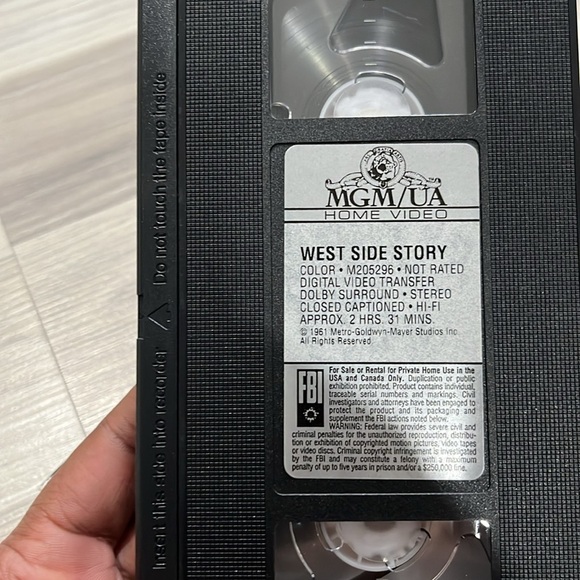 MGM/UA
HOME VIDEO
WEST SIDE STORY
COLOR • M205296 • NOT RATED
DIGITAL VIDEO TRANSFER
DOLBY SURROUND • STEREO
CLOSED CAPTIONED • HI-FI
APPROX. 2 HRS. 31 MINS.
© 1961 Metro-Goldwyn-Mayer Studios Inc.
All Rights Reserved
FBI
For Sale or Rental for Private Home Use in the
USA and Canada Only. Duplication or public
exhibition prohibited. Product contains individual,
traceable serial numbers and markings. Civil
investigators and attorneys have been engaged to
protect the product and its packaging and
supplement the FBI actions noted below.
WARNING: Federal law provides severe civil and
criminal penalties for the unauthorized reproduction, distribu-
tion or exhibition of copyrighted motion pictures, video tapes
or video discs. Criminal copyright infringement is investigated
by the FBI and may constitute a felony with a maximum
penalty of up to five years in prison and/or a $250,000 fine.
Insert this side into recorder
Do not touch the tape inside